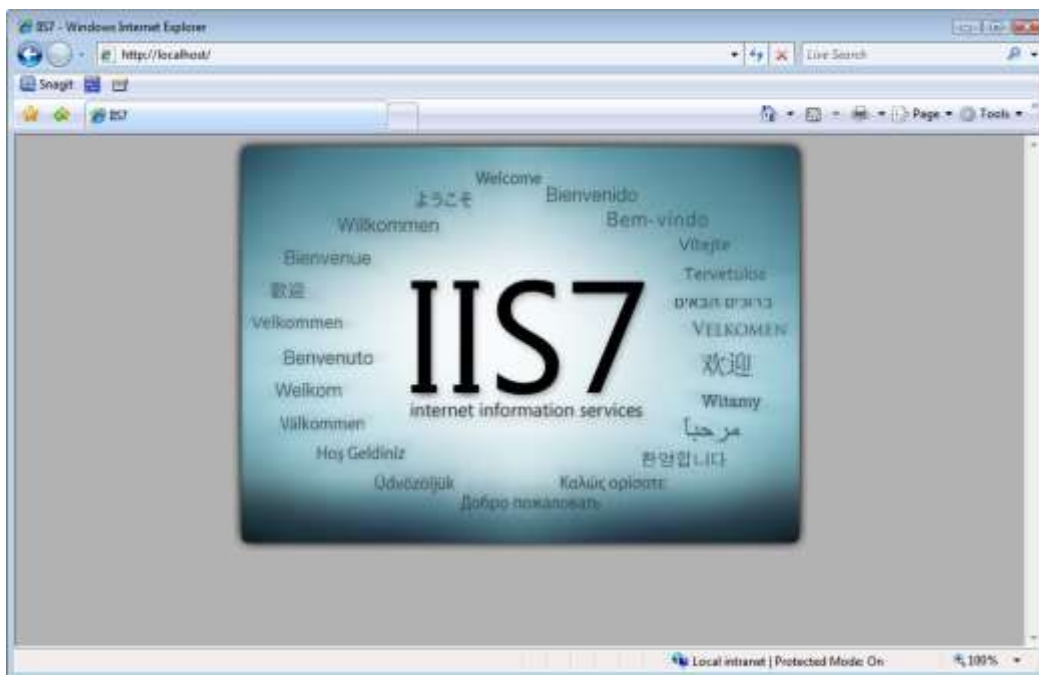 IIS7 - Windows Internet Explorer
http://localhost/
Live Search
Snagit
IIS7
Page
Tools
Welcome
ようこそ
Bienvenido
Willkommen
Bem-vindo
Vítejte
Bienvenue
Tervetuloa
歡迎
ברוכים הבאים
Velkommen
VELKOMEN
IIS7
Benvenuto
欢迎
Welkom
Witamy
internet information services
Välkommen
مرحبا
Hoş Geldiniz
환영합니다
Üdvözöljük
Καλώς ορίσατε
Добро пожаловать
Local intranet | Protected Mode: On
100%